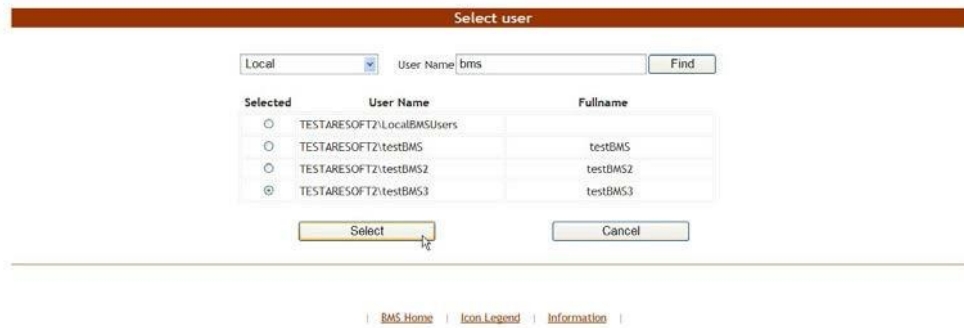 Select user
Local User Name bms Find
Selected User Name Fullname
TESTARESOFT2\LocalBMSUsers
TESTARESOFT2\testBMS testBMS
TESTARESOFT2\testBMS2 testBMS2
TESTARESOFT2\testBMS3 testBMS3
Select Cancel
| BMS Home | Icon Legend | Information |